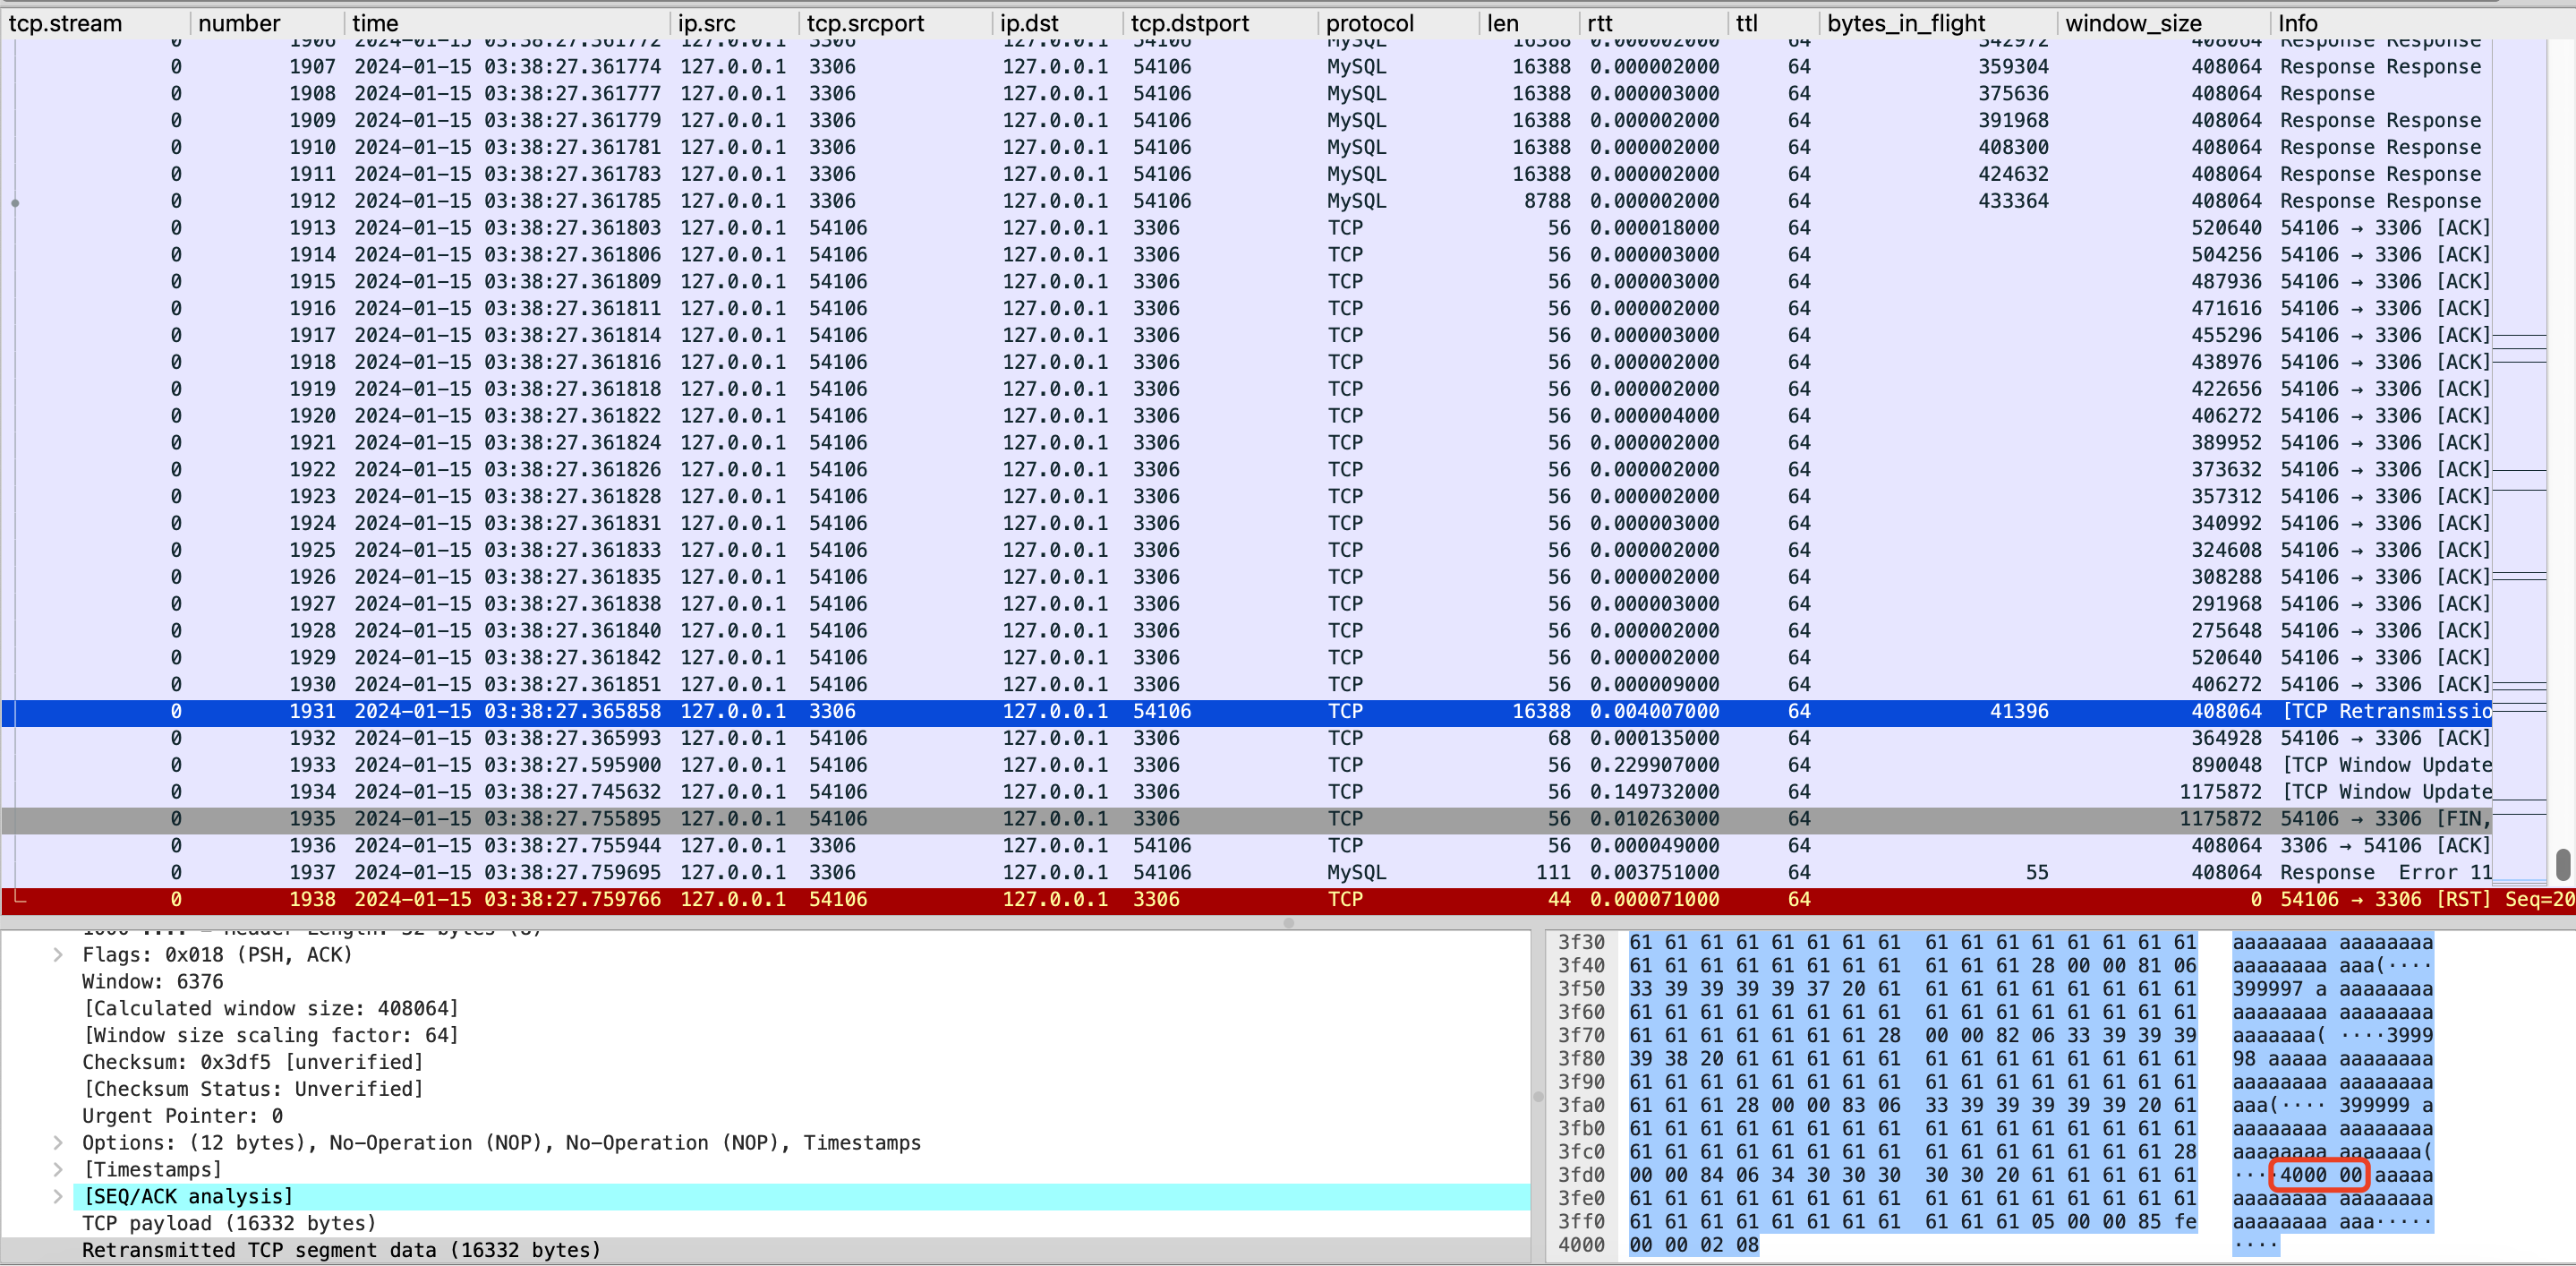 tcp.stream number time ip.src tcp.srcport ip.dst tcp.dstport protocol len rtt ttl bytes_in_flight window_size Info
0 1906 2024-01-15 03:38:27.361772 127.0.0.1 3306 127.0.0.1 54106 MySQL 16388 0.000002000 64 342972 408064 Response Response
0 1907 2024-01-15 03:38:27.361774 127.0.0.1 3306 127.0.0.1 54106 MySQL 16388 0.000002000 64 359304 408064 Response Response
0 1908 2024-01-15 03:38:27.361777 127.0.0.1 3306 127.0.0.1 54106 MySQL 16388 0.000003000 64 375636 408064 Response
0 1909 2024-01-15 03:38:27.361779 127.0.0.1 3306 127.0.0.1 54106 MySQL 16388 0.000002000 64 391968 408064 Response Response
0 1910 2024-01-15 03:38:27.361781 127.0.0.1 3306 127.0.0.1 54106 MySQL 16388 0.000002000 64 408300 408064 Response Response
0 1911 2024-01-15 03:38:27.361783 127.0.0.1 3306 127.0.0.1 54106 MySQL 16388 0.000002000 64 424632 408064 Response Response
0 1912 2024-01-15 03:38:27.361785 127.0.0.1 3306 127.0.0.1 54106 MySQL 8788 0.000002000 64 433364 408064 Response Response
0 1913 2024-01-15 03:38:27.361803 127.0.0.1 54106 127.0.0.1 3306 TCP 56 0.000018000 64 520640 54106 → 3306 [ACK]
0 1914 2024-01-15 03:38:27.361806 127.0.0.1 54106 127.0.0.1 3306 TCP 56 0.000003000 64 504256 54106 → 3306 [ACK]
0 1915 2024-01-15 03:38:27.361809 127.0.0.1 54106 127.0.0.1 3306 TCP 56 0.000003000 64 487936 54106 → 3306 [ACK]
0 1916 2024-01-15 03:38:27.361811 127.0.0.1 54106 127.0.0.1 3306 TCP 56 0.000002000 64 471616 54106 → 3306 [ACK]
0 1917 2024-01-15 03:38:27.361814 127.0.0.1 54106 127.0.0.1 3306 TCP 56 0.000003000 64 455296 54106 → 3306 [ACK]
0 1918 2024-01-15 03:38:27.361816 127.0.0.1 54106 127.0.0.1 3306 TCP 56 0.000002000 64 438976 54106 → 3306 [ACK]
0 1919 2024-01-15 03:38:27.361818 127.0.0.1 54106 127.0.0.1 3306 TCP 56 0.000002000 64 422656 54106 → 3306 [ACK]
0 1920 2024-01-15 03:38:27.361822 127.0.0.1 54106 127.0.0.1 3306 TCP 56 0.000004000 64 406272 54106 → 3306 [ACK]
0 1921 2024-01-15 03:38:27.361824 127.0.0.1 54106 127.0.0.1 3306 TCP 56 0.000002000 64 389952 54106 → 3306 [ACK]
0 1922 2024-01-15 03:38:27.361826 127.0.0.1 54106 127.0.0.1 3306 TCP 56 0.000002000 64 373632 54106 → 3306 [ACK]
0 1923 2024-01-15 03:38:27.361828 127.0.0.1 54106 127.0.0.1 3306 TCP 56 0.000002000 64 357312 54106 → 3306 [ACK]
0 1924 2024-01-15 03:38:27.361831 127.0.0.1 54106 127.0.0.1 3306 TCP 56 0.000003000 64 340992 54106 → 3306 [ACK]
0 1925 2024-01-15 03:38:27.361833 127.0.0.1 54106 127.0.0.1 3306 TCP 56 0.000002000 64 324608 54106 → 3306 [ACK]
0 1926 2024-01-15 03:38:27.361835 127.0.0.1 54106 127.0.0.1 3306 TCP 56 0.000002000 64 308288 54106 → 3306 [ACK]
0 1927 2024-01-15 03:38:27.361838 127.0.0.1 54106 127.0.0.1 3306 TCP 56 0.000003000 64 291968 54106 → 3306 [ACK]
0 1928 2024-01-15 03:38:27.361840 127.0.0.1 54106 127.0.0.1 3306 TCP 56 0.000002000 64 275648 54106 → 3306 [ACK]
0 1929 2024-01-15 03:38:27.361842 127.0.0.1 54106 127.0.0.1 3306 TCP 56 0.000002000 64 520640 54106 → 3306 [ACK]
0 1930 2024-01-15 03:38:27.361851 127.0.0.1 54106 127.0.0.1 3306 TCP 56 0.000009000 64 406272 54106 → 3306 [ACK]
0 1931 2024-01-15 03:38:27.365858 127.0.0.1 3306 127.0.0.1 54106 TCP 16388 0.004007000 64 41396 408064 [TCP Retransmissio
0 1932 2024-01-15 03:38:27.365993 127.0.0.1 54106 127.0.0.1 3306 TCP 68 0.000135000 64 364928 54106 → 3306 [ACK]
0 1933 2024-01-15 03:38:27.595900 127.0.0.1 54106 127.0.0.1 3306 TCP 56 0.229907000 64 890048 [TCP Window Update
0 1934 2024-01-15 03:38:27.745632 127.0.0.1 54106 127.0.0.1 3306 TCP 56 0.149732000 64 1175872 [TCP Window Update
0 1935 2024-01-15 03:38:27.755895 127.0.0.1 54106 127.0.0.1 3306 TCP 56 0.010263000 64 1175872 54106 → 3306 [FIN,
0 1936 2024-01-15 03:38:27.755944 127.0.0.1 3306 127.0.0.1 54106 TCP 56 0.000049000 64 408064 3306 → 54106 [ACK]
0 1937 2024-01-15 03:38:27.759695 127.0.0.1 3306 127.0.0.1 54106 MySQL 111 0.003751000 64 55 408064 Response Error 11
0 1938 2024-01-15 03:38:27.759766 127.0.0.1 54106 127.0.0.1 3306 TCP 44 0.000071000 64 0 54106 → 3306 [RST] Seq=20
1000 .... = Header Length: 32 bytes (8)
Flags: 0x018 (PSH, ACK)
Window: 6376
[Calculated window size: 408064]
[Window size scaling factor: 64]
Checksum: 0x3df5 [unverified]
[Checksum Status: Unverified]
Urgent Pointer: 0
Options: (12 bytes), No-Operation (NOP), No-Operation (NOP), Timestamps
[Timestamps]
[SEQ/ACK analysis]
TCP payload (16332 bytes)
Retransmitted TCP segment data (16332 bytes)
3f30 61 61 61 61 61 61 61 61 61 61 61 61 61 61 61 61 aaaaaaaa aaaaaaaa
3f40 61 61 61 61 61 61 61 61 61 61 61 28 00 00 81 06 aaaaaaaa aaa(····
3f50 33 39 39 39 39 37 20 61 61 61 61 61 61 61 61 61 399997 a aaaaaaaa
3f60 61 61 61 61 61 61 61 61 61 61 61 61 61 61 61 61 aaaaaaaa aaaaaaaa
3f70 61 61 61 61 61 61 61 28 00 00 82 06 33 39 39 39 aaaaaaa( ····3999
3f80 39 38 20 61 61 61 61 61 61 61 61 61 61 61 61 61 98 aaaaa aaaaaaaa
3f90 61 61 61 61 61 61 61 61 61 61 61 61 61 61 61 61 aaaaaaaa aaaaaaaa
3fa0 61 61 61 28 00 00 83 06 33 39 39 39 39 39 20 61 aaa(···· 399999 a
3fb0 61 61 61 61 61 61 61 61 61 61 61 61 61 61 61 61 aaaaaaaa aaaaaaaa
3fc0 61 61 61 61 61 61 61 61 61 61 61 61 61 61 61 28 aaaaaaaa aaaaaaa(
3fd0 00 00 84 06 34 30 30 30 30 30 20 61 61 61 61 61 ····4000 00 aaaaa
3fe0 61 61 61 61 61 61 61 61 61 61 61 61 61 61 61 61 aaaaaaaa aaaaaaaa
3ff0 61 61 61 61 61 61 61 61 61 61 61 05 00 00 85 fe aaaaaaaa aaa·····
4000 00 00 02 08 ····